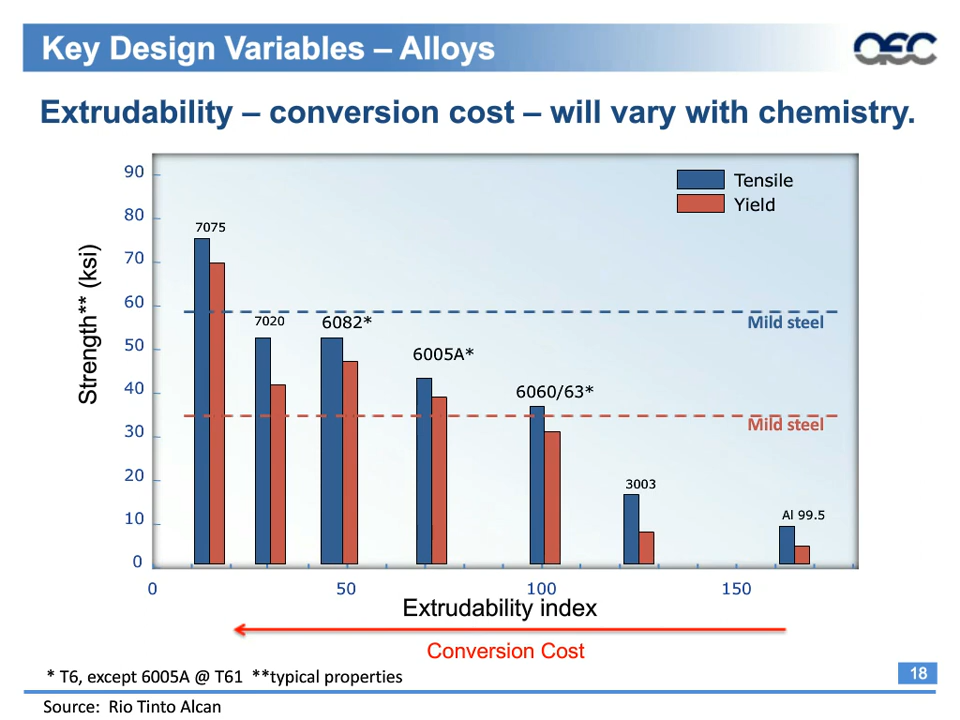 Key Design Variables – Alloys
AEC
Extrudability – conversion cost – will vary with chemistry.
Strength** (ksi)
90
80
70
60
50
40
30
20
10
0
Tensile
Yield
7075
7020
6082*
6005A*
6060/63*
3003
Al 99.5
Mild steel
Mild steel
0
50
100
150
Extrudability index
Conversion Cost
* T6, except 6005A @ T61 **typical properties
18
Source: Rio Tinto Alcan